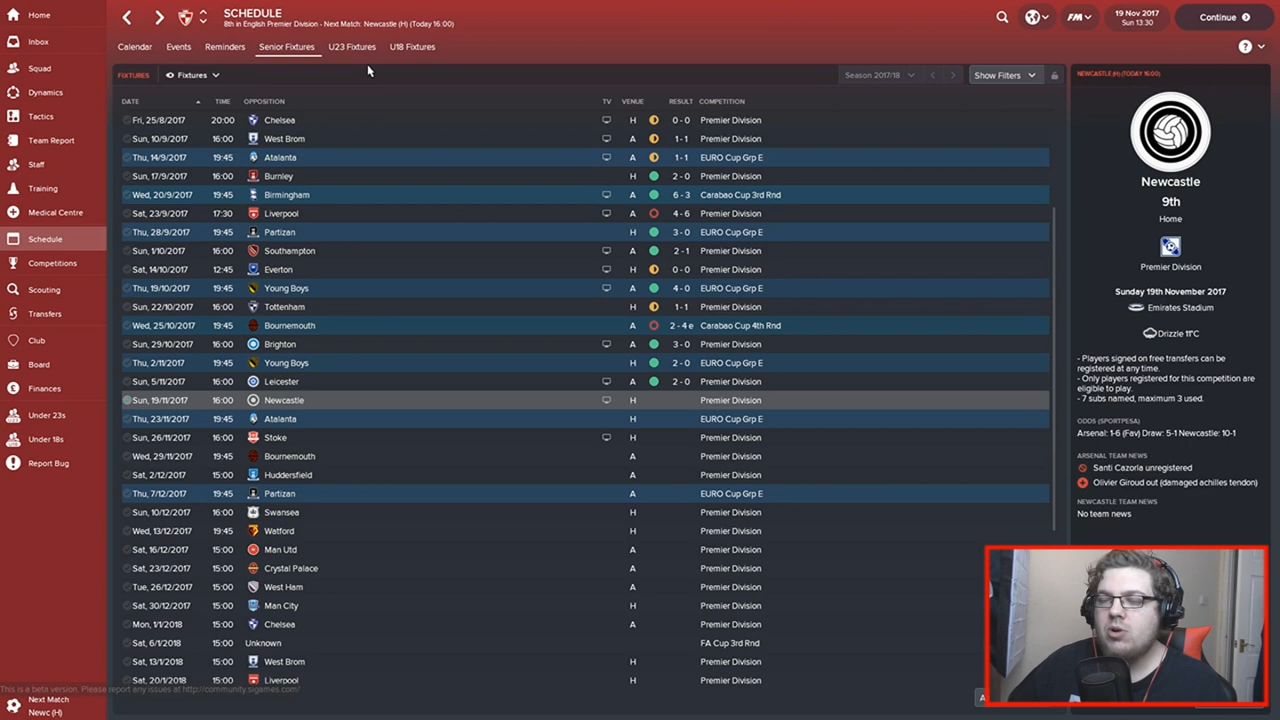 Home
Inbox
Squad
Dynamics
Tactics
Team Report
Staff
Training
Medical Centre
Schedule
Competitions
Scouting
Transfers
Club
Board
Finances
Under 23s
Under 18s
Report Bug
Next Match
Newc (H)
SCHEDULE
8th in English Premier Division - Next Match: Newcastle (H) (Today 16:00)
FM
19 Nov 2017
Sun 13:30
Continue
Calendar Events Reminders Senior Fixtures U23 Fixtures U18 Fixtures
?
FIXTURES Fixtures Season 2017/18 Show Filters
DATE TIME OPPOSITION TV VENUE RESULT COMPETITION
Fri, 25/8/2017 20:00 Chelsea H 0-0 Premier Division
Sun, 10/9/2017 16:00 West Brom A 1-1 Premier Division
Thu, 14/9/2017 19:45 Atalanta A 1-1 EURO Cup Grp E
Sun, 17/9/2017 16:00 Burnley H 2-0 Premier Division
Wed, 20/9/2017 19:45 Birmingham A 6-3 Carabao Cup 3rd Rnd
Sat, 23/9/2017 17:30 Liverpool A 4-6 Premier Division
Thu, 28/9/2017 19:45 Partizan H 3-0 EURO Cup Grp E
Sun, 1/10/2017 16:00 Southampton A 2-1 Premier Division
Sat, 14/10/2017 12:45 Everton H 0-0 Premier Division
Thu, 19/10/2017 19:45 Young Boys A 4-0 EURO Cup Grp E
Sun, 22/10/2017 16:00 Tottenham H 1-1 Premier Division
Wed, 25/10/2017 19:45 Bournemouth A 2-4 e Carabao Cup 4th Rnd
Sun, 29/10/2017 16:00 Brighton A 3-0 Premier Division
Thu, 2/11/2017 19:45 Young Boys H 2-0 EURO Cup Grp E
Sun, 5/11/2017 16:00 Leicester A 2-0 Premier Division
Sun, 19/11/2017 16:00 Newcastle H Premier Division
Thu, 23/11/2017 19:45 Atalanta H EURO Cup Grp E
Sun, 26/11/2017 16:00 Stoke H Premier Division
Wed, 29/11/2017 19:45 Bournemouth A Premier Division
Sat, 2/12/2017 15:00 Huddersfield A Premier Division
Thu, 7/12/2017 19:45 Partizan A EURO Cup Grp E
Sun, 10/12/2017 16:00 Swansea H Premier Division
Wed, 13/12/2017 19:45 Watford H Premier Division
Sat, 16/12/2017 15:00 Man Utd A Premier Division
Sat, 23/12/2017 15:00 Crystal Palace A Premier Division
Tue, 26/12/2017 15:00 West Ham H Premier Division
Sat, 30/12/2017 15:00 Man City H Premier Division
Mon, 1/1/2018 15:00 Chelsea A Premier Division
Sat, 6/1/2018 15:00 Unknown FA Cup 3rd Rnd
Sat, 13/1/2018 15:00 West Brom H Premier Division
Sat, 20/1/2018 15:00 Liverpool H Premier Division
This is a beta version. Please report any issues at http://community.sigames.com/
NEWCASTLE (H) (TODAY 16:00)
Newcastle
9th
Home
Premier Division
Sunday 19th November 2017
Emirates Stadium
Drizzle 11°C
- Players signed on free transfers can be
registered at any time.
- Only players registered for this competition are
eligible to play.
- 7 subs named, maximum 3 used.
ODDS (SPORTPESA)
Arsenal: 1-6 (Fav) Draw: 5-1 Newcastle: 10-1
ARSENAL TEAM NEWS
Santi Cazorla unregistered
Olivier Giroud out (damaged achilles tendon)
NEWCASTLE TEAM NEWS
No team news